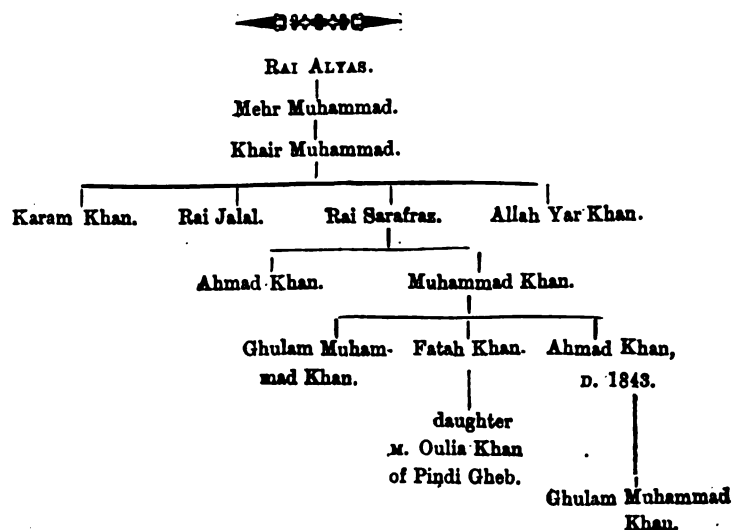 RAI ALYAS.
Mehr Muhammad.
Khair Muhammad.
Karam Khan. Rai Jalal. Rai Sarafraz. Allah Yar Khan.
Ahmad Khan. Muhammad Khan.
Ghulam Muham- Fatah Khan. Ahmad Khan,
mad Khan. D. 1843.
daughter
M. Oulia Khan
of Pindi Gheb.
Ghulam Muhammad
Khan.